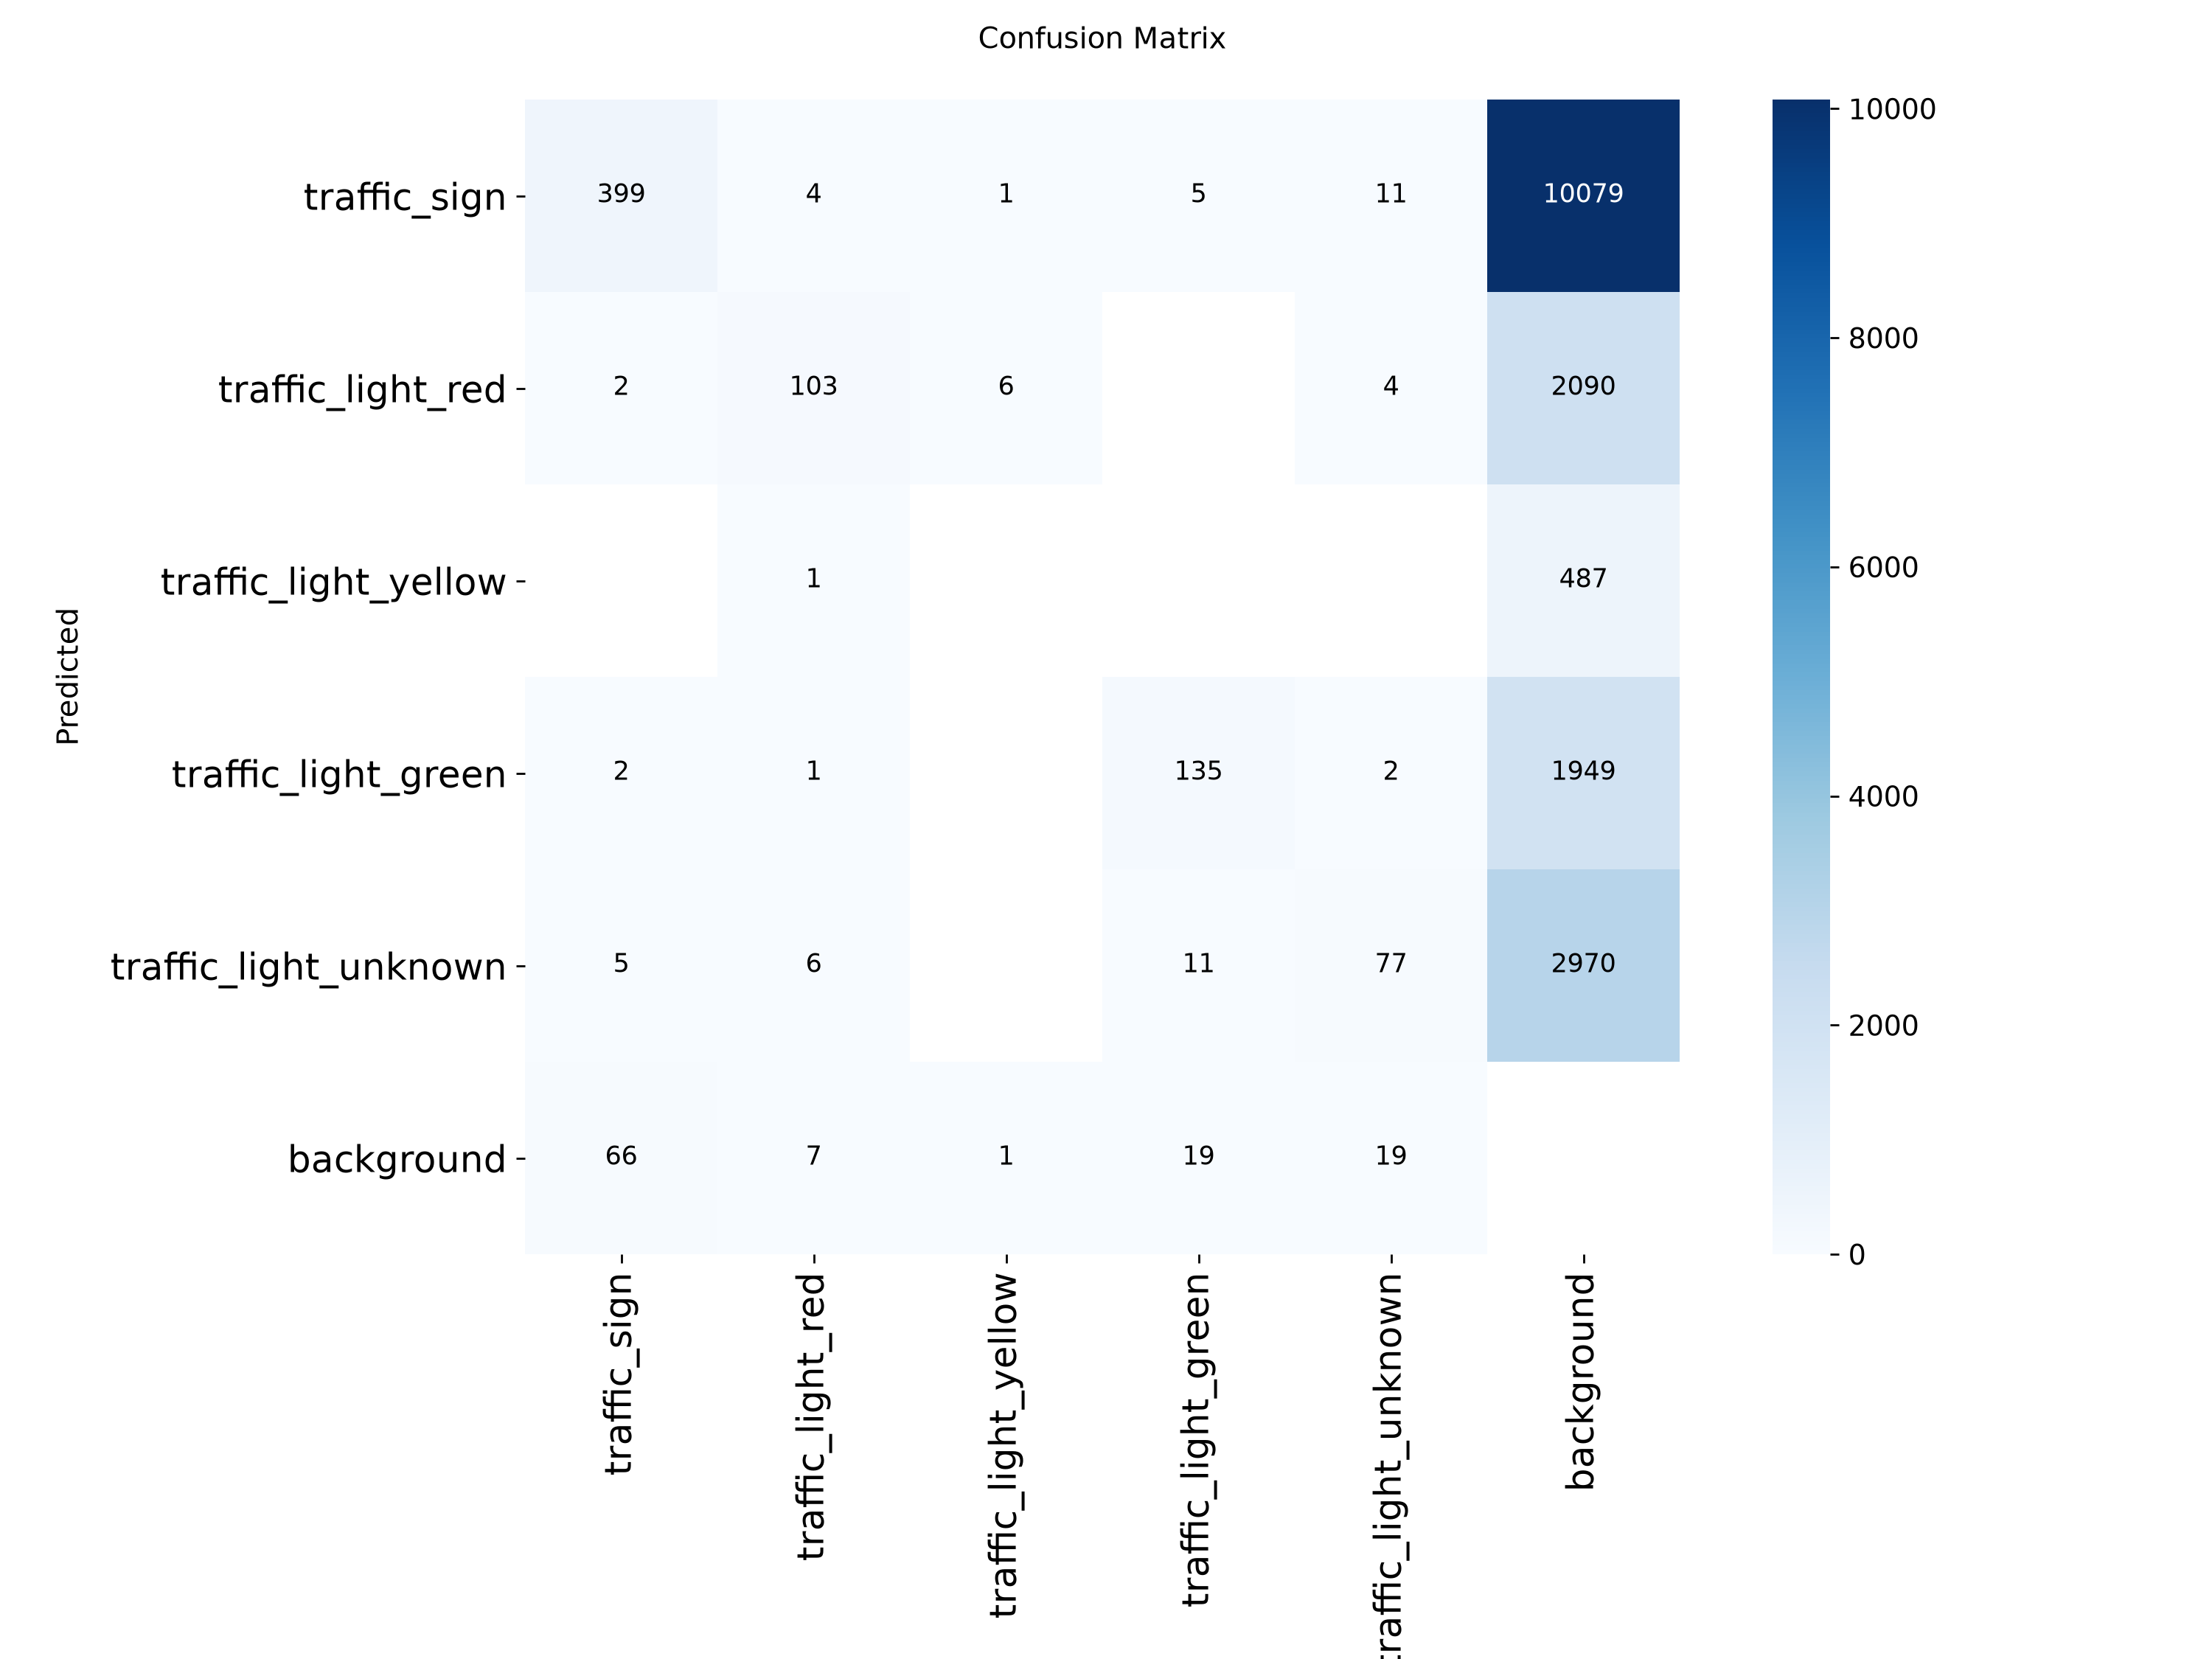 Confusion Matrix
traffic_sign 399 4 1 5 11 10079
traffic_light_red 2 103 6 4 2090
traffic_light_yellow 1 487
traffic_light_green 2 1 135 2 1949
traffic_light_unknown 5 6 11 77 2970
background 66 7 1 19 19
Predicted
10000
8000
6000
4000
2000
0
traffic_sign
traffic_light_red
traffic_light_yellow
traffic_light_green
traffic_light_unknown
background